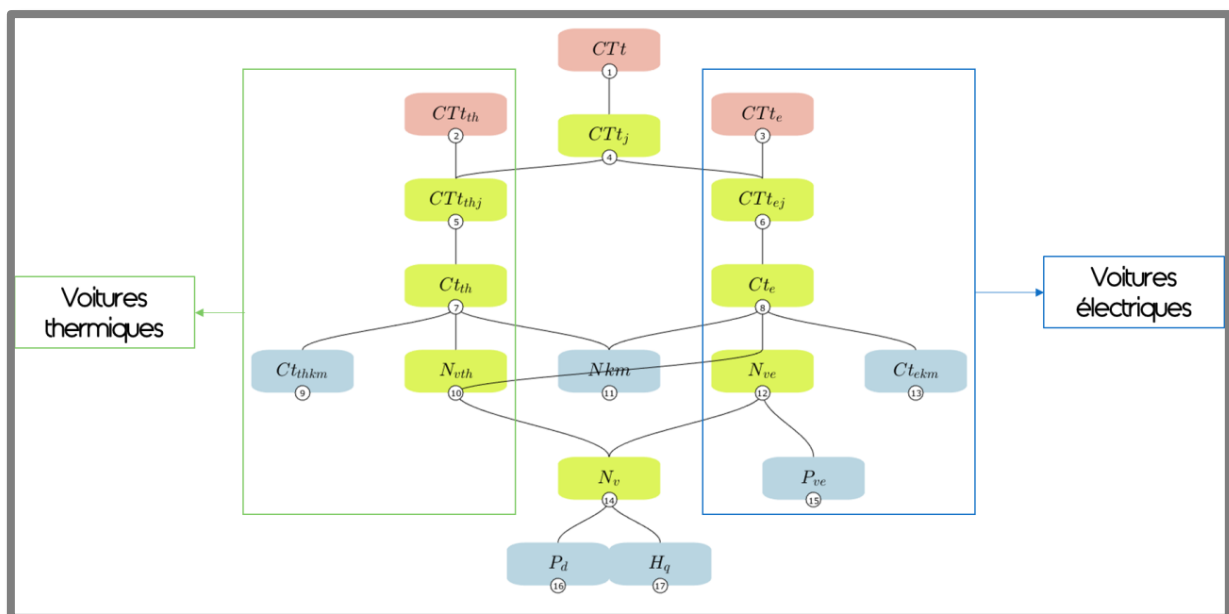 CTt
1
CTt_th
2
CTt_e
3
CTt_j
4
CTt_thj
5
CTt_ej
6
Ct_th
7
Ct_e
8
Voitures
thermiques
Voitures
électriques
Ct_thkm
9
N_vth
10
Nkm
11
N_ve
12
Ct_ekm
13
N_v
14
P_ve
15
P_d
16
H_q
17